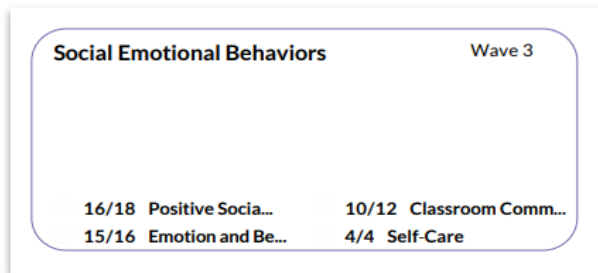 Social Emotional Behaviors Wave 3
16/18 Positive Socia... 10/12 Classroom Comm...
15/16 Emotion and Be... 4/4 Self-Care